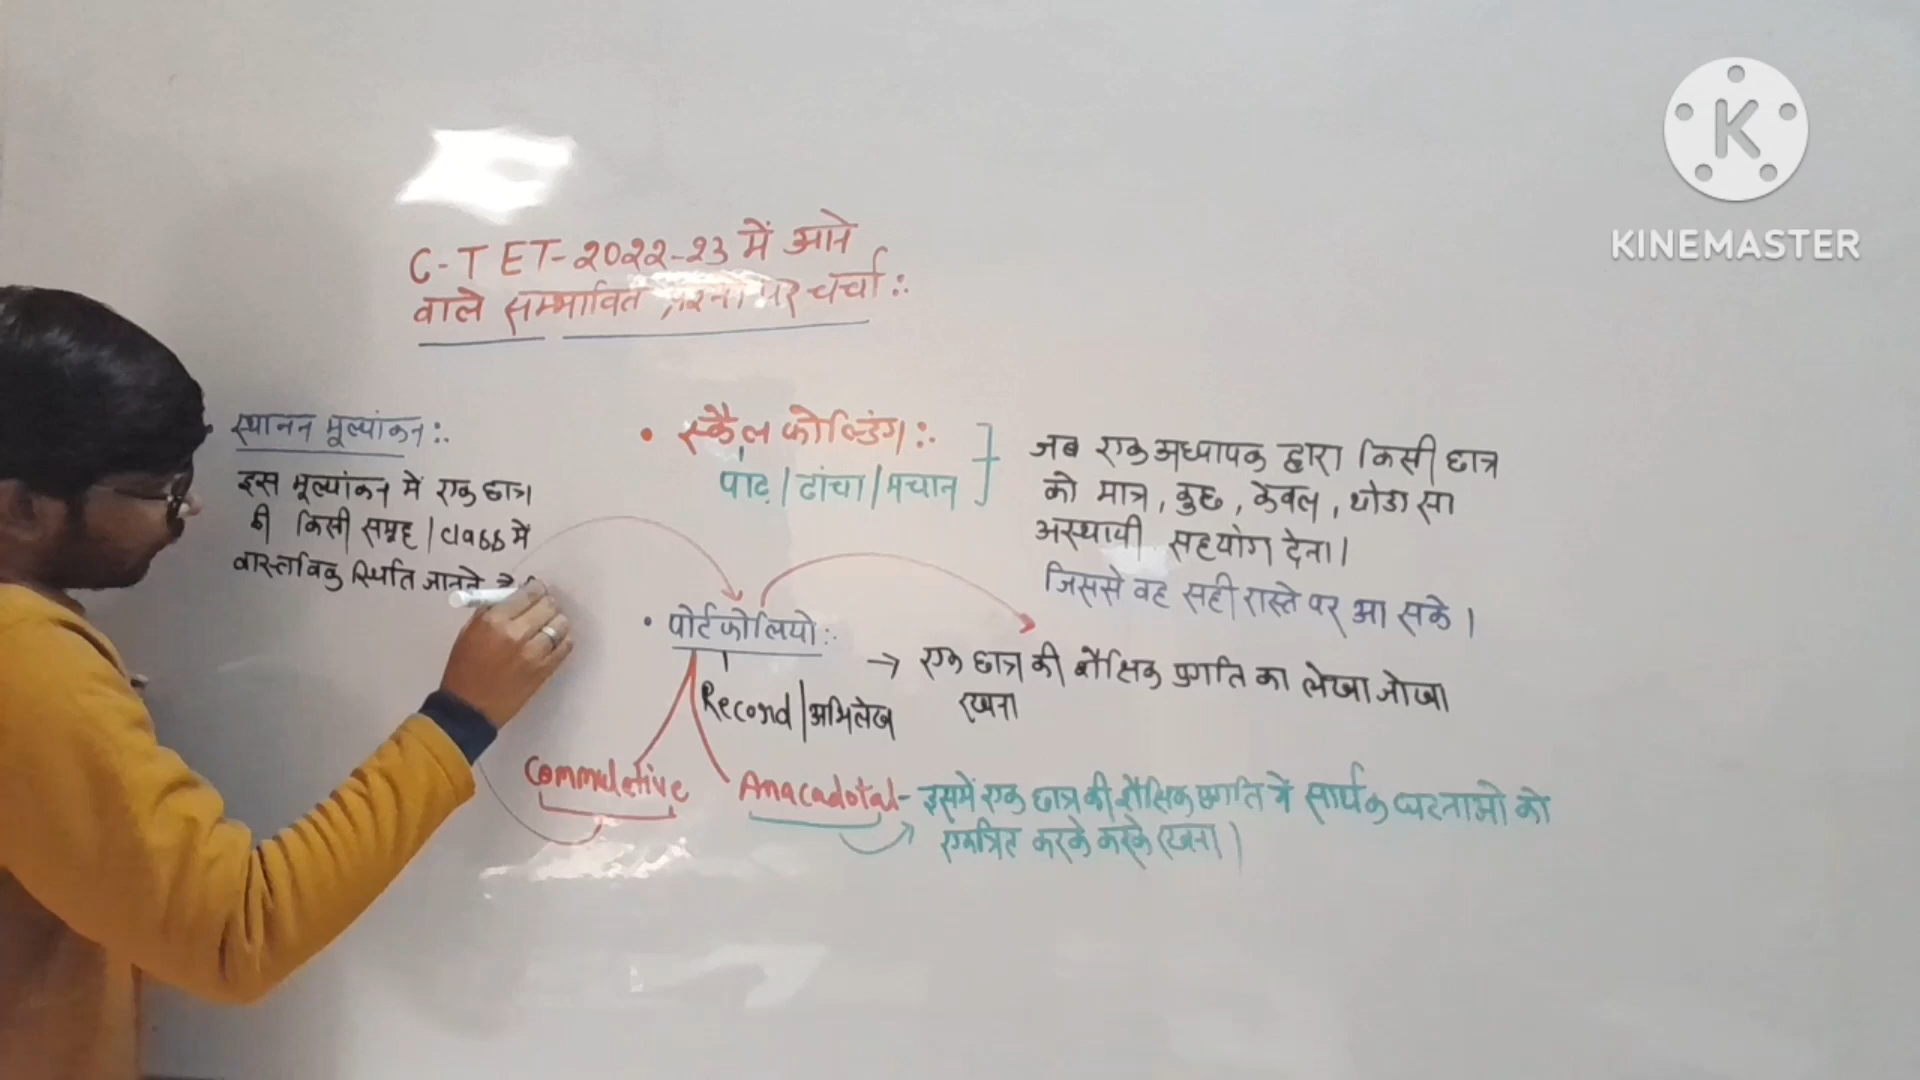 C-TET-2022-23 में आने
वाले सम्भावित प्रश्नों पर चर्चा :.
स्थानन मूल्यांकन :.
इस मूल्यांकन में एक छात्र
की किसी समूह / class में
वास्तविक स्थिति जानने
• स्कैल फोल्डिंग :.
पाढ़ / ढांचा / मचान
जब एक अध्यापक द्वारा किसी छात्र
को मात्र, कुछ, केवल, थोडा सा
अस्थायी सहयोग देना।
जिससे वह सही रास्ते पर आ सके।
• पोर्टफोलियो :.
Record / अभिलेख
→ एक छात्र की शैक्षिक प्रगति का लेखा जोखा
रखना
Commuletive
Anacadotal - इसमें एक छात्र की शैक्षिक प्रगति में सार्थक घटनाओ को
एकत्रित करके करके रखना।
K
KINEMASTER